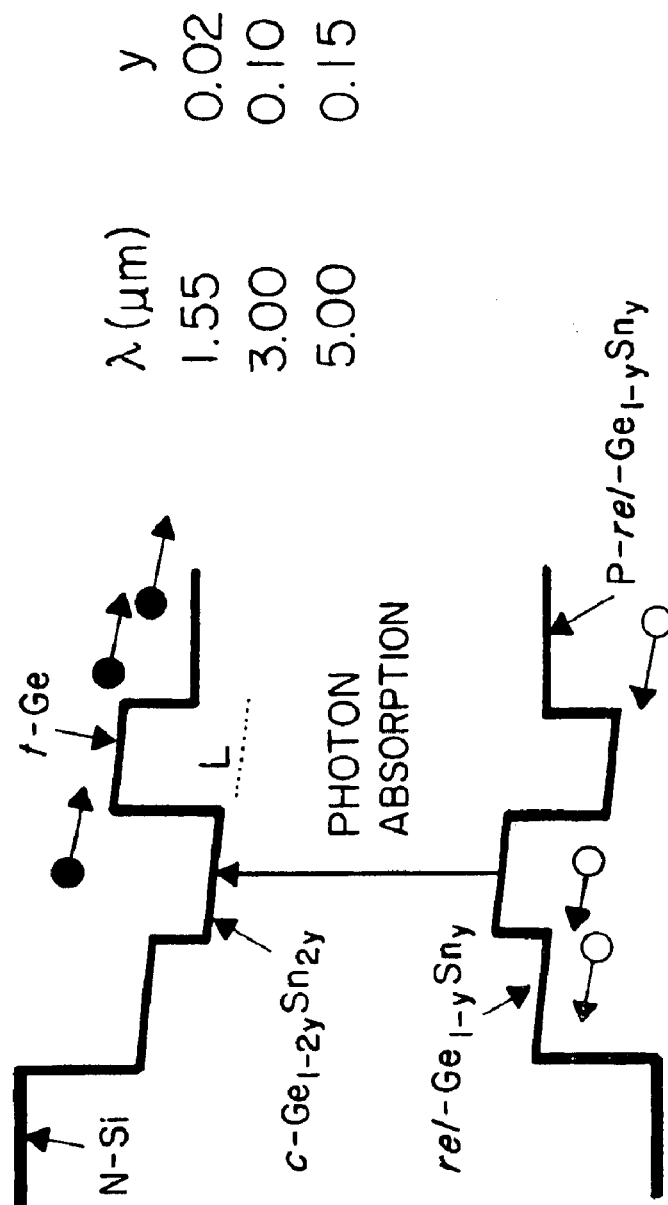 N-Si
t-Ge
L
c-Ge1-2ySn2y
PHOTON
ABSORPTION
rel-Ge1-ySny
P-rel-Ge1-ySny
λ(μm) y
1.55 0.02
3.00 0.10
5.00 0.15